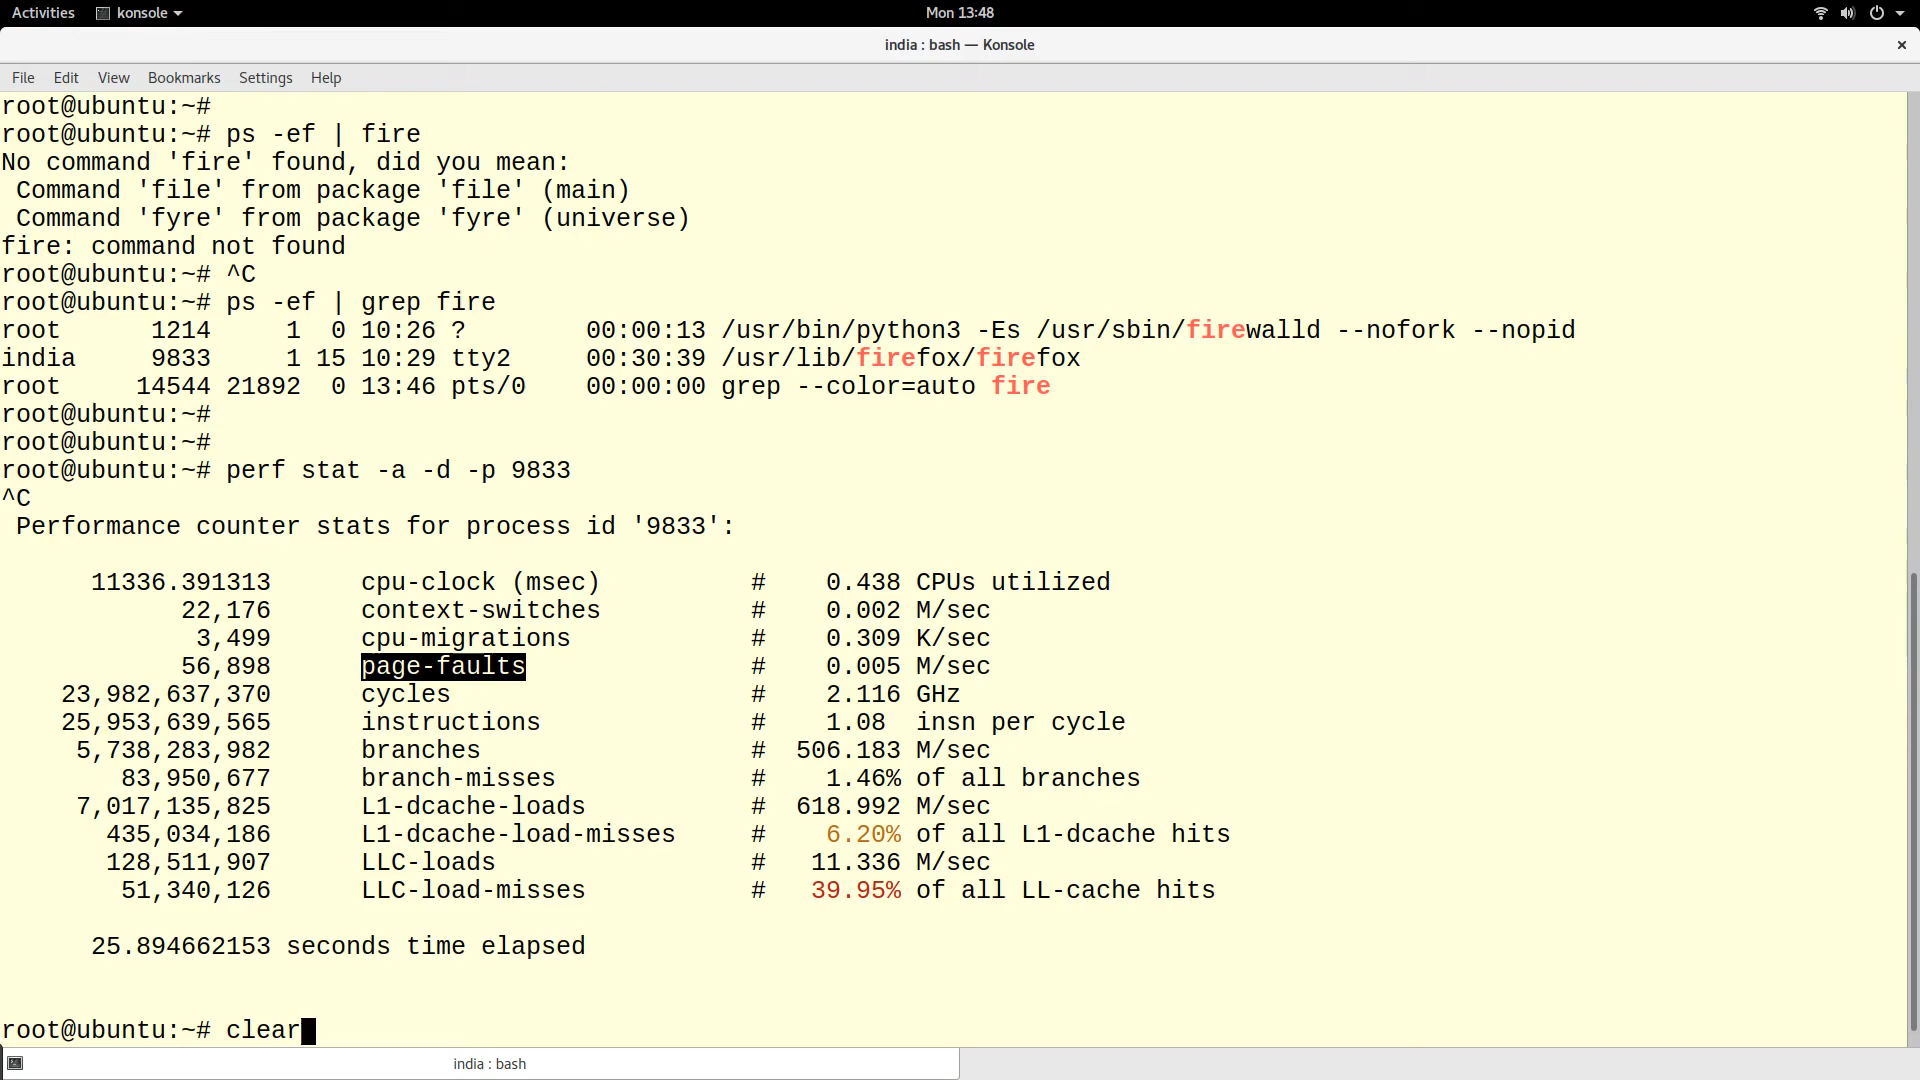 Activities konsole Mon 13:48
india : bash — Konsole
File Edit View Bookmarks Settings Help
root@ubuntu:~#
root@ubuntu:~# ps -ef | fire
No command 'fire' found, did you mean:
 Command 'file' from package 'file' (main)
 Command 'fyre' from package 'fyre' (universe)
fire: command not found
root@ubuntu:~# ^C
root@ubuntu:~# ps -ef | grep fire
root      1214     1  0 10:26 ?        00:00:13 /usr/bin/python3 -Es /usr/sbin/firewalld --nofork --nopid
india     9833     1 15 10:29 tty2     00:30:39 /usr/lib/firefox/firefox
root     14544 21892  0 13:46 pts/0    00:00:00 grep --color=auto fire
root@ubuntu:~#
root@ubuntu:~#
root@ubuntu:~# perf stat -a -d -p 9833
^C
 Performance counter stats for process id '9833':
      11336.391313      cpu-clock (msec)          #    0.438 CPUs utilized
            22,176      context-switches          #    0.002 M/sec
             3,499      cpu-migrations            #    0.309 K/sec
            56,898      page-faults               #    0.005 M/sec
    23,982,637,370      cycles                    #    2.116 GHz
    25,953,639,565      instructions              #    1.08  insn per cycle
     5,738,283,982      branches                  #  506.183 M/sec
        83,950,677      branch-misses             #    1.46% of all branches
     7,017,135,825      L1-dcache-loads           #  618.992 M/sec
       435,034,186      L1-dcache-load-misses     #    6.20% of all L1-dcache hits
       128,511,907      LLC-loads                 #   11.336 M/sec
        51,340,126      LLC-load-misses           #   39.95% of all LL-cache hits
      25.894662153 seconds time elapsed
root@ubuntu:~# clear
india : bash